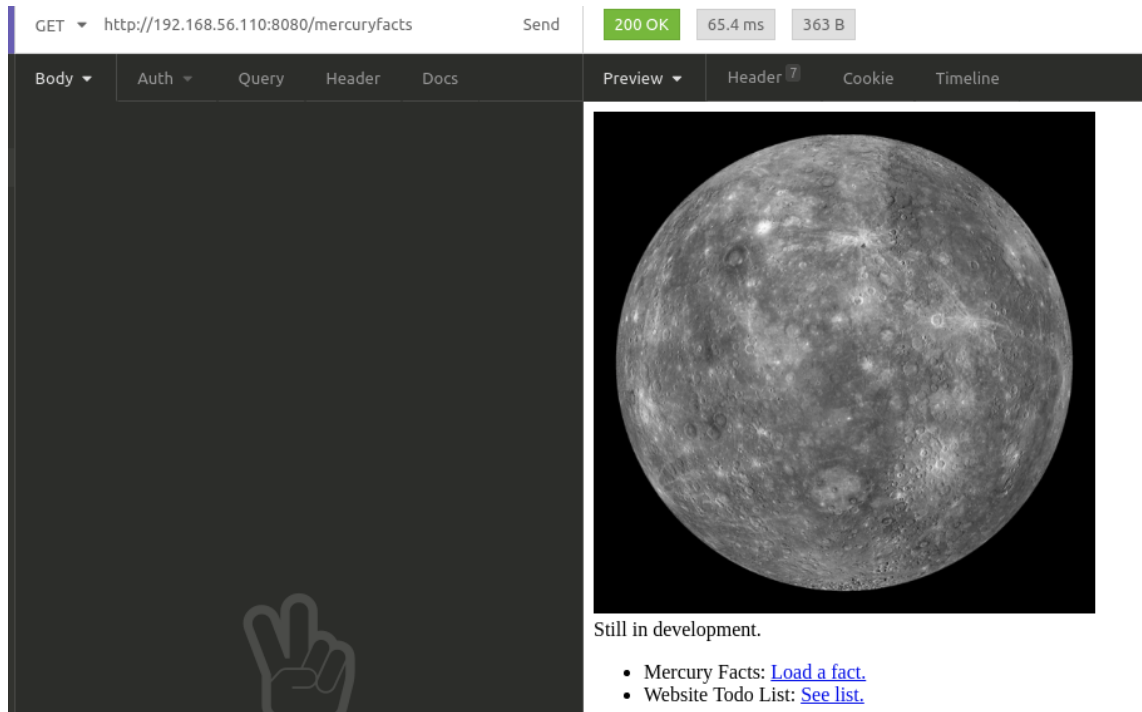 GET http://192.168.56.110:8080/mercuryfacts Send 200 OK 65.4 ms 363 B
Body Auth Query Header Docs Preview Header 7 Cookie Timeline
Still in development.
• Mercury Facts: Load a fact.
• Website Todo List: See list.